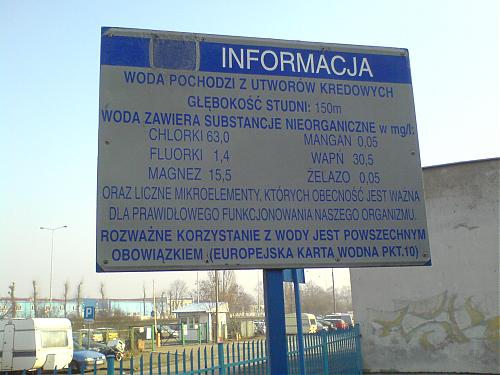 INFORMACJA
WODA POCHODZI Z UTWORÓW KREDOWYCH
GŁĘBOKOŚĆ STUDNI: 150m
WODA ZAWIERA SUBSTANCJE NIEORGANICZNE w mg/l:
CHLORKI 63,0 MANGAN 0,05
FLUORKI 1,4 WAPŃ 30,5
MAGNEZ 15,5 ŻELAZO 0,05
ORAZ LICZNE MIKROELEMENTY, KTÓRYCH OBECNOŚĆ JEST WAŻNA
DLA PRAWIDŁOWEGO FUNKCJONOWANIA NASZEGO ORGANIZMU.
ROZWAŻNE KORZYSTANIE Z WODY JEST POWSZECHNYM
OBOWIĄZKIEM (EUROPEJSKA KARTA WODNA PKT.10)
P